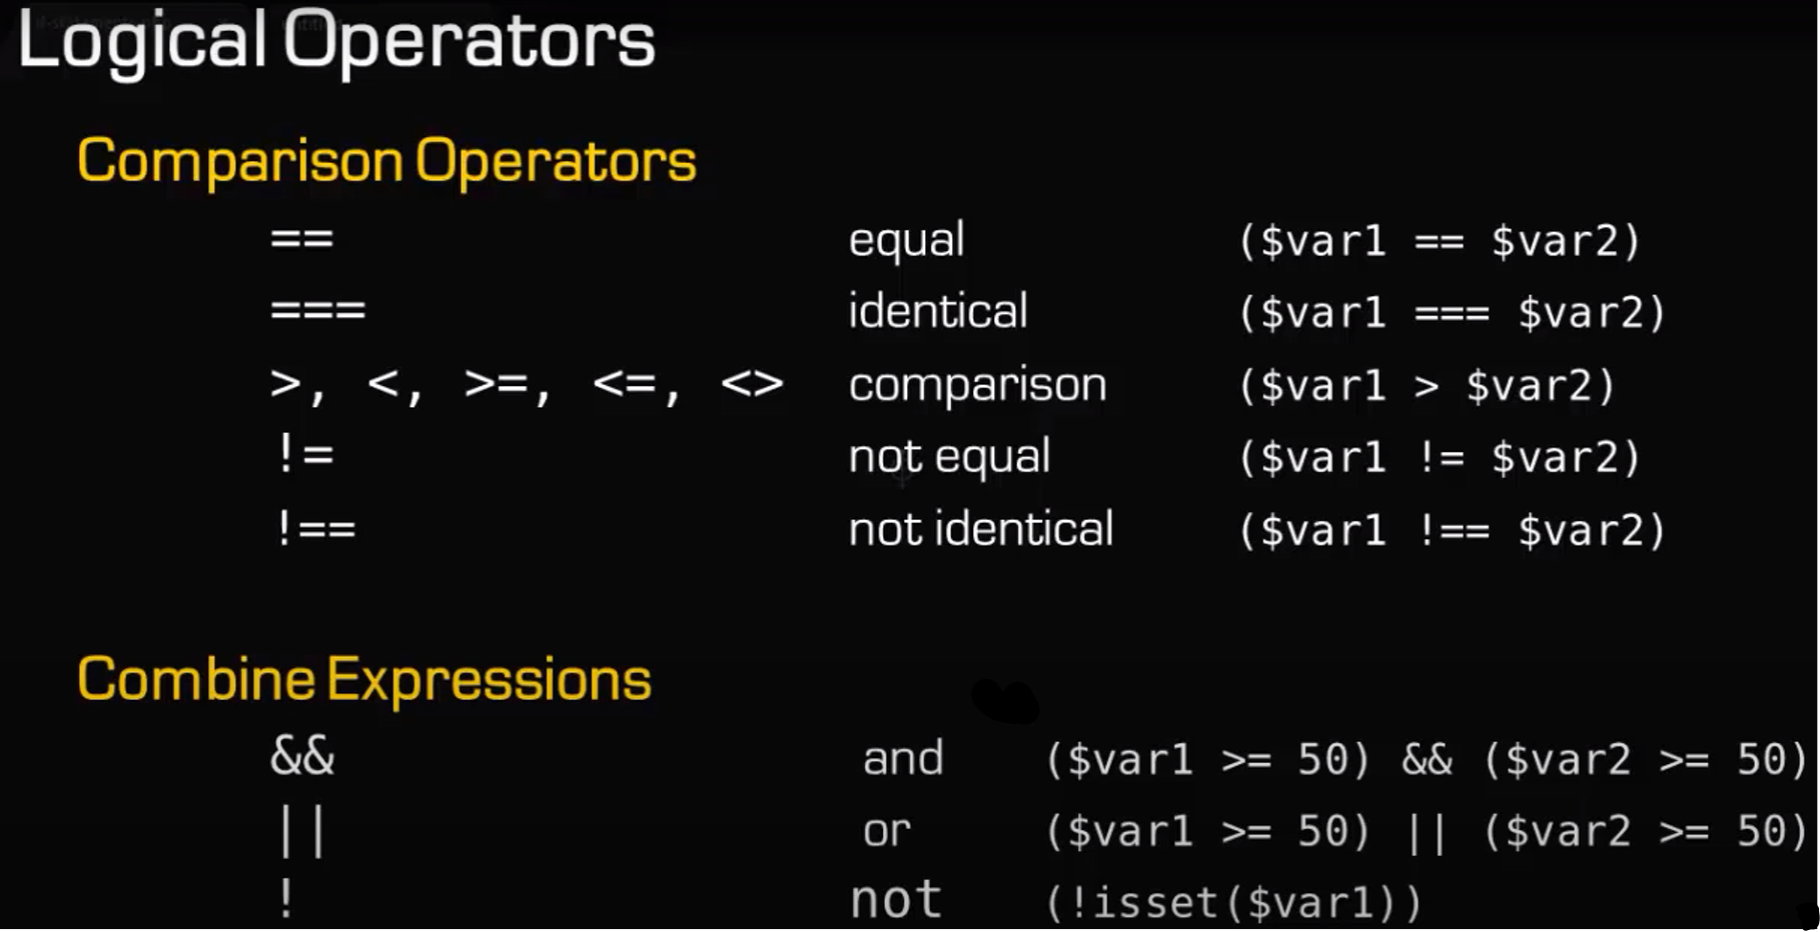 Logical Operators
Comparison Operators
== equal ($var1 == $var2)
=== identical ($var1 === $var2)
>, <, >=, <=, <> comparison ($var1 > $var2)
!= not equal ($var1 != $var2)
!== not identical ($var1 !== $var2)
Combine Expressions
&& and ($var1 >= 50) && ($var2 >= 50)
|| or ($var1 >= 50) || ($var2 >= 50)
! not (!isset($var1))